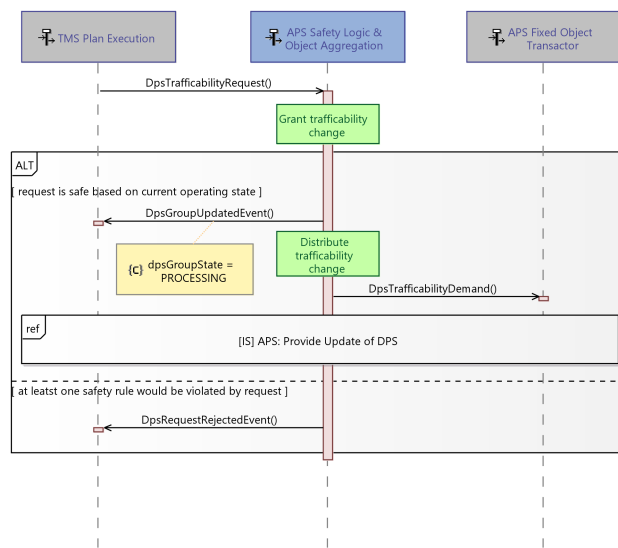 TMS Plan Execution
APS Safety Logic &
Object Aggregation
APS Fixed Object
Transactor
DpsTrafficabilityRequest()
Grant trafficability
change
ALT
[ request is safe based on current operating state ]
DpsGroupUpdatedEvent()
{C} dpsGroupState =
PROCESSING
Distribute
trafficability
change
DpsTrafficabilityDemand()
ref
[IS] APS: Provide Update of DPS
[ at leatst one safety rule would be violated by request ]
DpsRequestRejectedEvent()